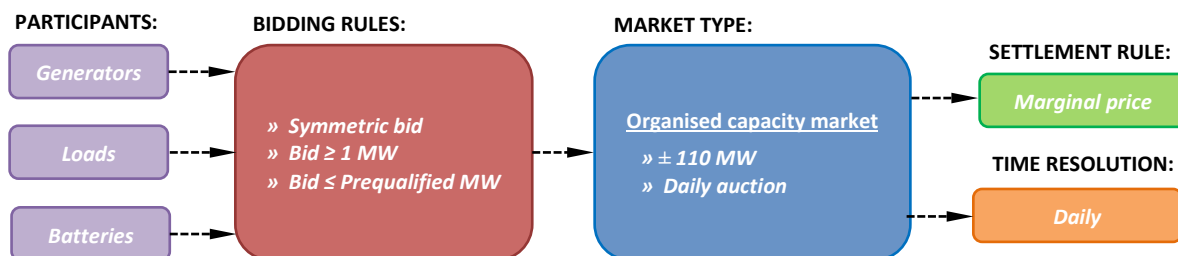 PARTICIPANTS:
Generators
Loads
Batteries
BIDDING RULES:
» Symmetric bid
» Bid ≥ 1 MW
» Bid ≤ Prequalified MW
MARKET TYPE:
Organised capacity market
» ± 110 MW
» Daily auction
SETTLEMENT RULE:
Marginal price
TIME RESOLUTION:
Daily